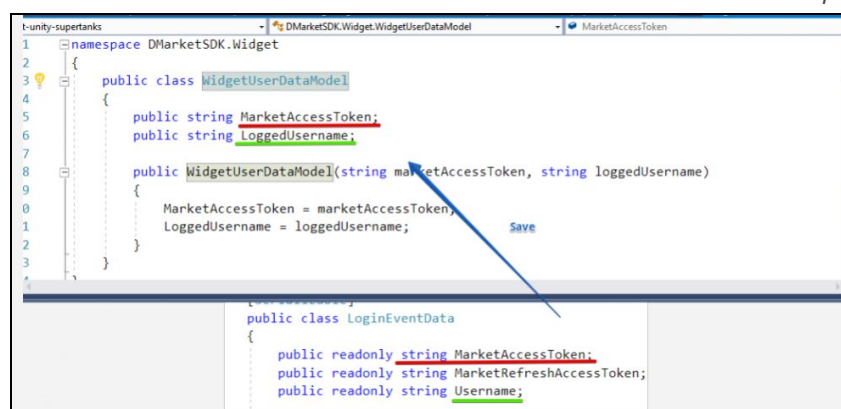 t-unity-supertanks DMarketSDK.Widget.WidgetUserDataModel MarketAccessToken
1 namespace DMarketSDK.Widget
2 {
3 public class WidgetUserDataModel
4 {
5 public string MarketAccessToken;
6 public string LoggedUsername;
7
8 public WidgetUserDataModel(string marketAccessToken, string loggedUsername)
9 {
0 MarketAccessToken = marketAccessToken;
1 LoggedUsername = loggedUsername; Save
2 }
3 }
public class LoginEventData
{
public readonly string MarketAccessToken;
public readonly string MarketRefreshAccessToken;
public readonly string Username;